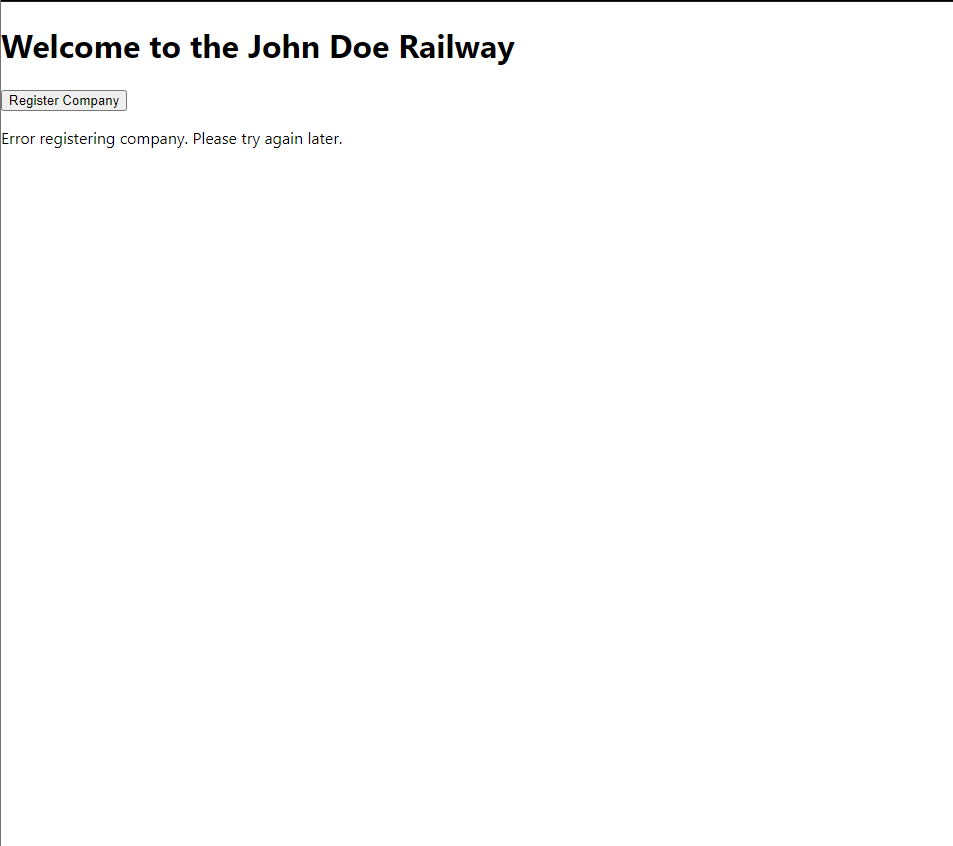 Welcome to the John Doe Railway
Register Company
Error registering company. Please try again later.